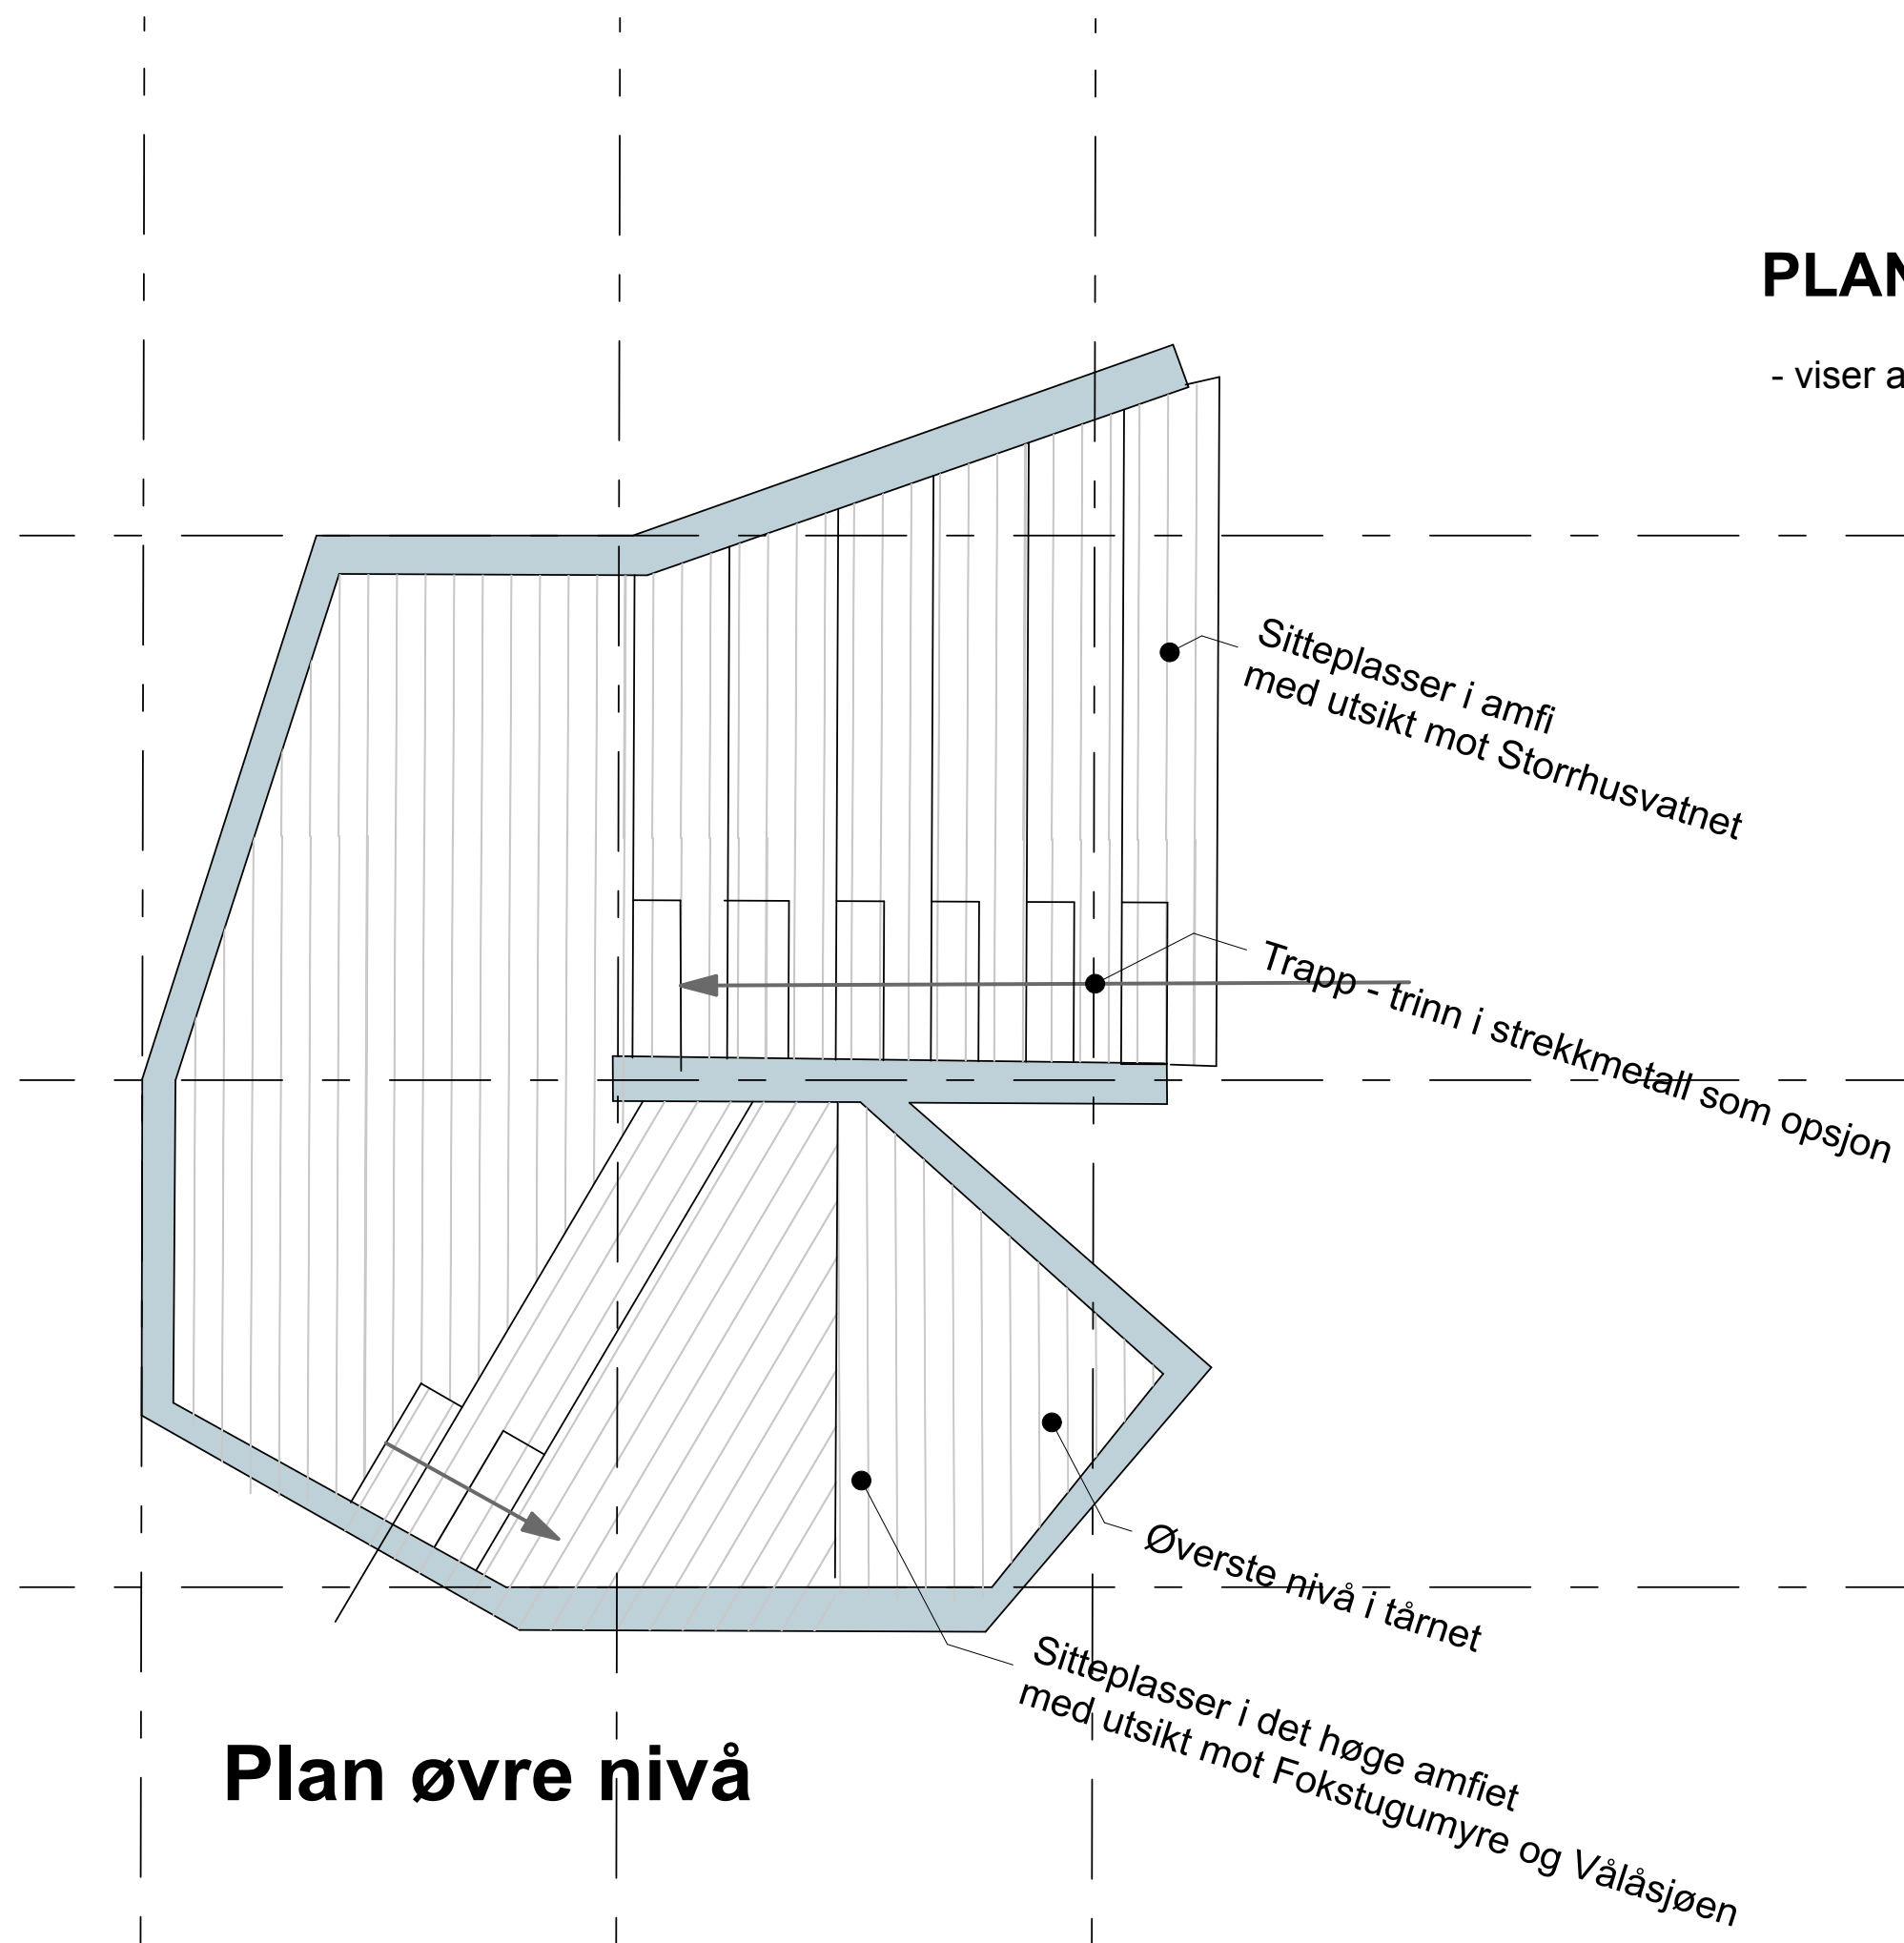 PLAN
- viser a
Sitteplasser i amfi
med utsikt mot Storrhusvatnet
Trapp - trinn i strekkmetall som opsjon
Øverste nivå i tårnet
Sitteplasser i det høge amfiet
med utsikt mot Fokstugumyre og Vålåsjøen
Plan øvre nivå